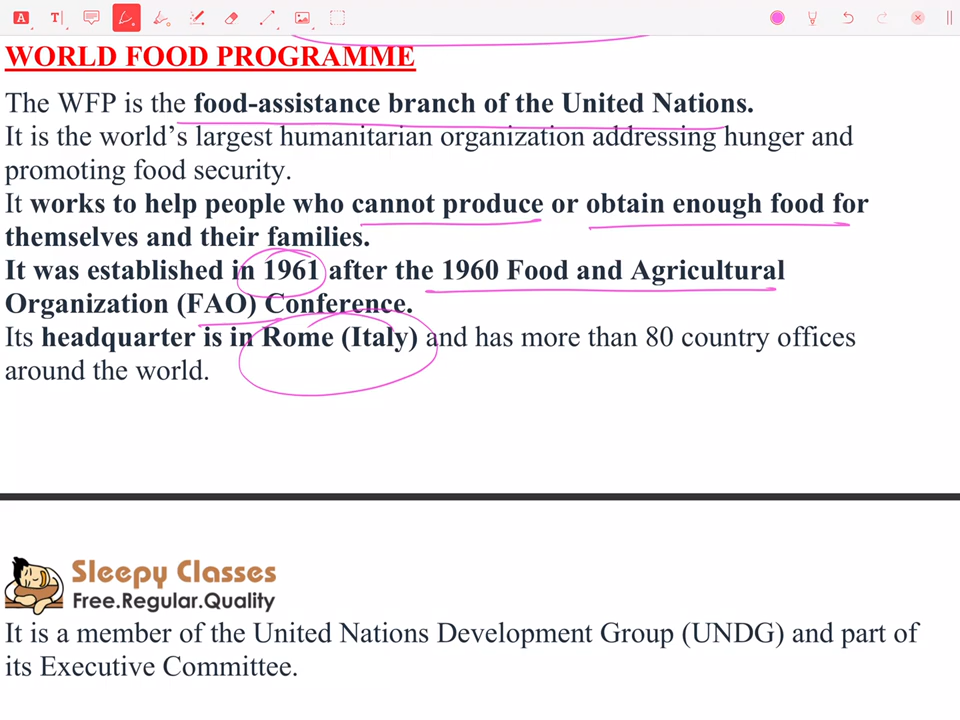 WORLD FOOD PROGRAMME
The WFP is the food-assistance branch of the United Nations.
It is the world’s largest humanitarian organization addressing hunger and
promoting food security.
It works to help people who cannot produce or obtain enough food for
themselves and their families.
It was established in 1961 after the 1960 Food and Agricultural
Organization (FAO) Conference.
Its headquarter is in Rome (Italy) and has more than 80 country offices
around the world.
Sleepy Classes
Free.Regular.Quality
It is a member of the United Nations Development Group (UNDG) and part of
its Executive Committee.